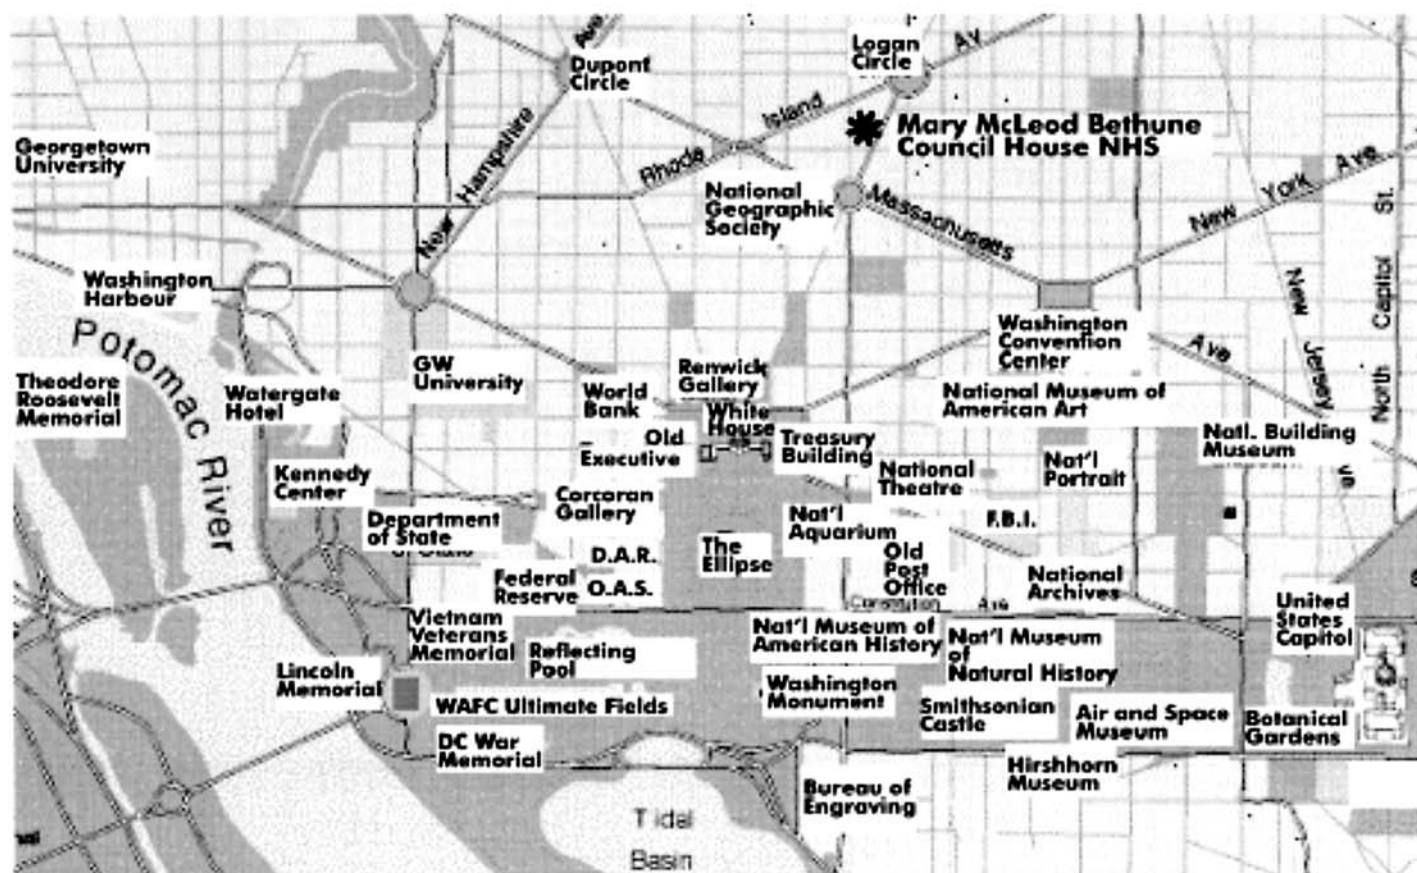 Ave
Dupont
Circle
Logan
Circle
AV
Island
Rhode
Mary McLeod Bethune
Council House NHS
Georgetown
University
New Hampshire
National
Geographic
Society
Massachusetts
New York Ave
North Capitol St.
Washington
Harbour
Potomac River
New Jersey
Washington
Convention
Center
Ave
Theodore
Roosevelt
Memorial
Watergate
Hotel
GW
University
World
Bank
Renwick
Gallery
White
House
National Museum of
American Art
Natl. Building
Museum
Old
Executive
Treasury
Building
National
Theatre
Nat'l
Portrait
Kennedy
Center
Corcoran
Gallery
Department
of State
Nat'l
Aquarium
F.B.I.
The
Ellipse
D.A.R.
O.A.S.
Federal
Reserve
Old
Post
Office
National
Archives
Constitution Ave
United
States
Capitol
Vietnam
Veterans
Memorial
Reflecting
Pool
Nat'l Museum of
American History
Nat'l Museum
of
Natural History
Lincoln
Memorial
WAFC Ultimate Fields
Washington
Monument
Smithsonian
Castle
Air and Space
Museum
Botanical
Gardens
DC War
Memorial
Hirshhorn
Museum
Bureau of
Engraving
Tidal
Basin